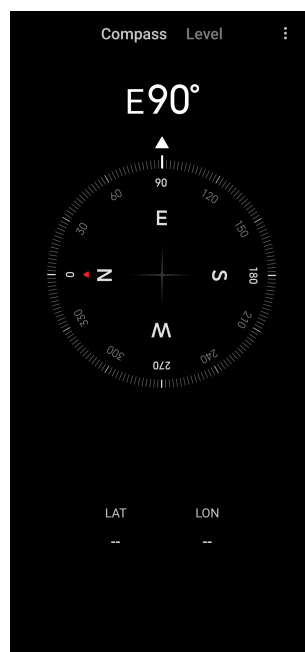 Compass Level
E90°
90
60 120
E
30 150
0 N S 180
330 210
W
300 240
270
LAT LON
-- --